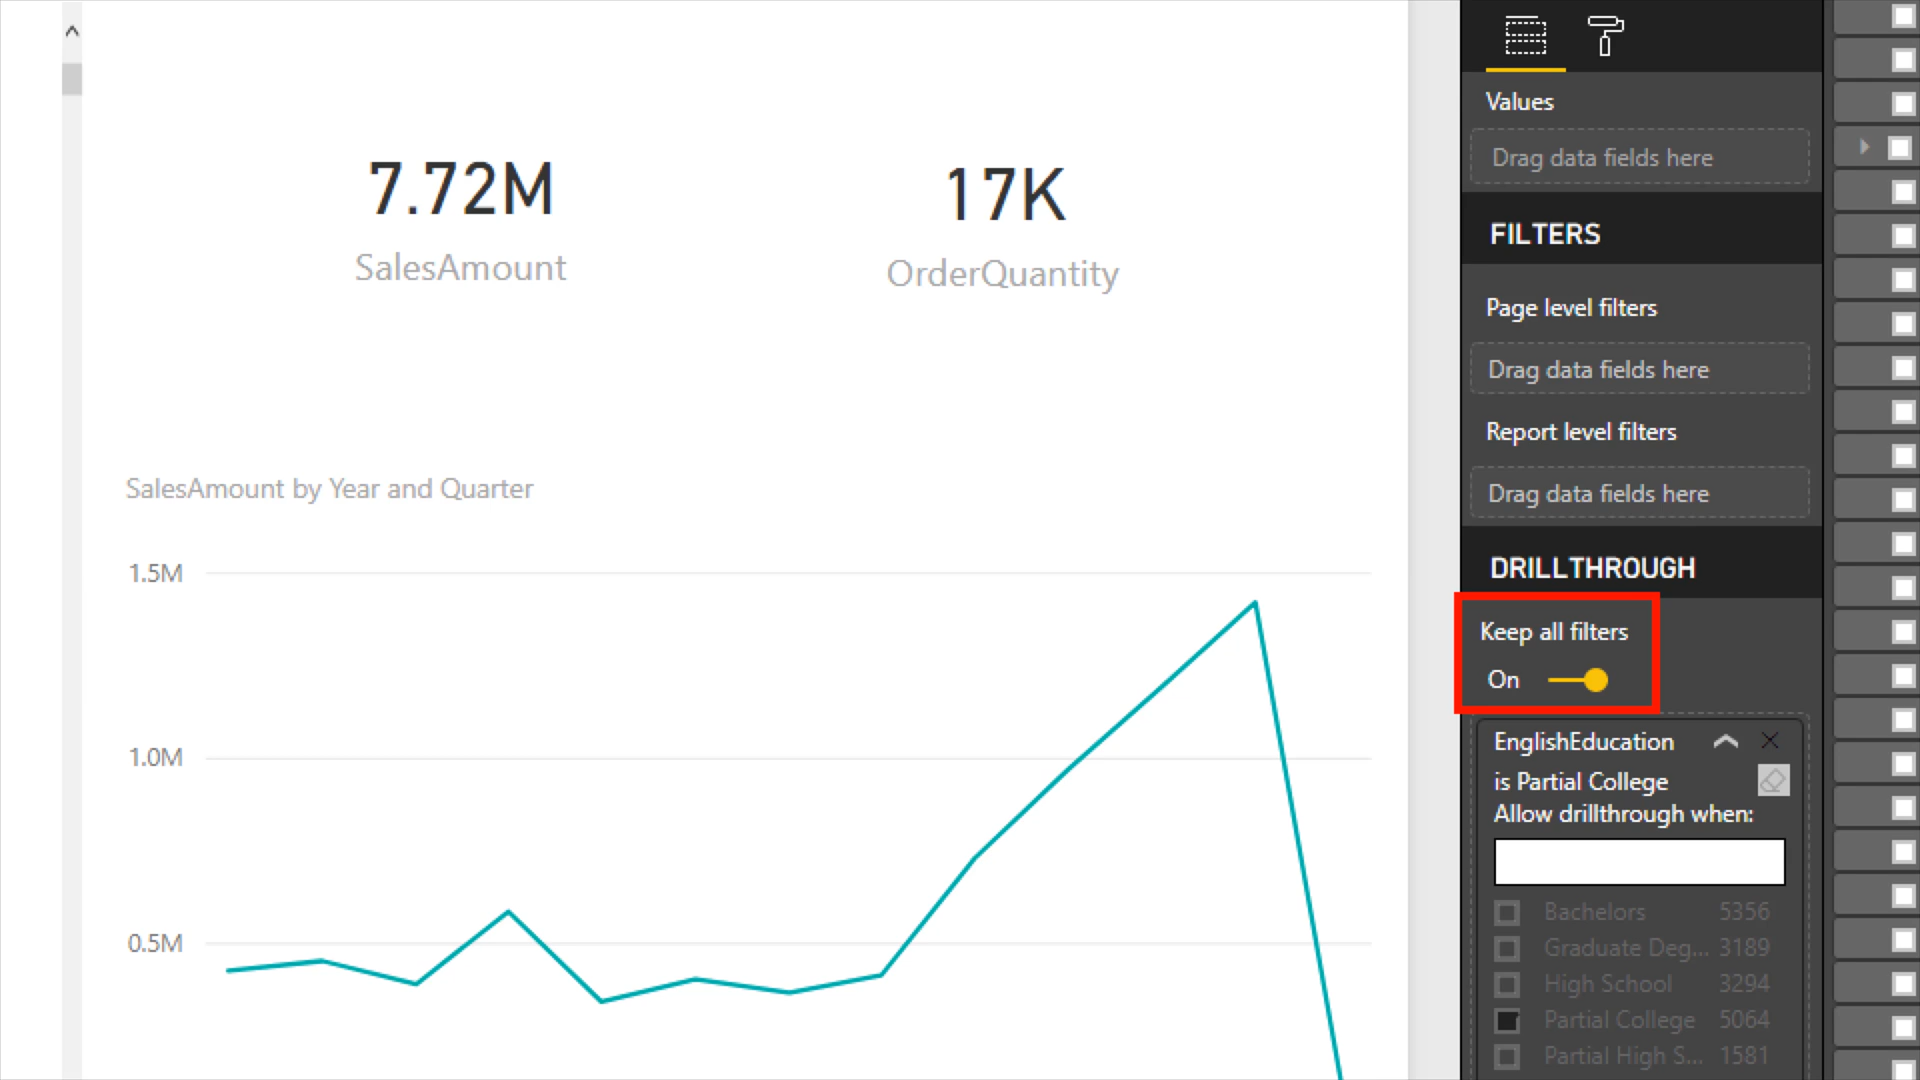 7.72M
SalesAmount
17K
OrderQuantity
SalesAmount by Year and Quarter
1.5M
1.0M
0.5M
Values
Drag data fields here
FILTERS
Page level filters
Drag data fields here
Report level filters
Drag data fields here
DRILLTHROUGH
Keep all filters
On
EnglishEducation
is Partial College
Allow drillthrough when:
Bachelors 5356
Graduate Deg... 3189
High School 3294
Partial College 5064
Partial High S... 1581